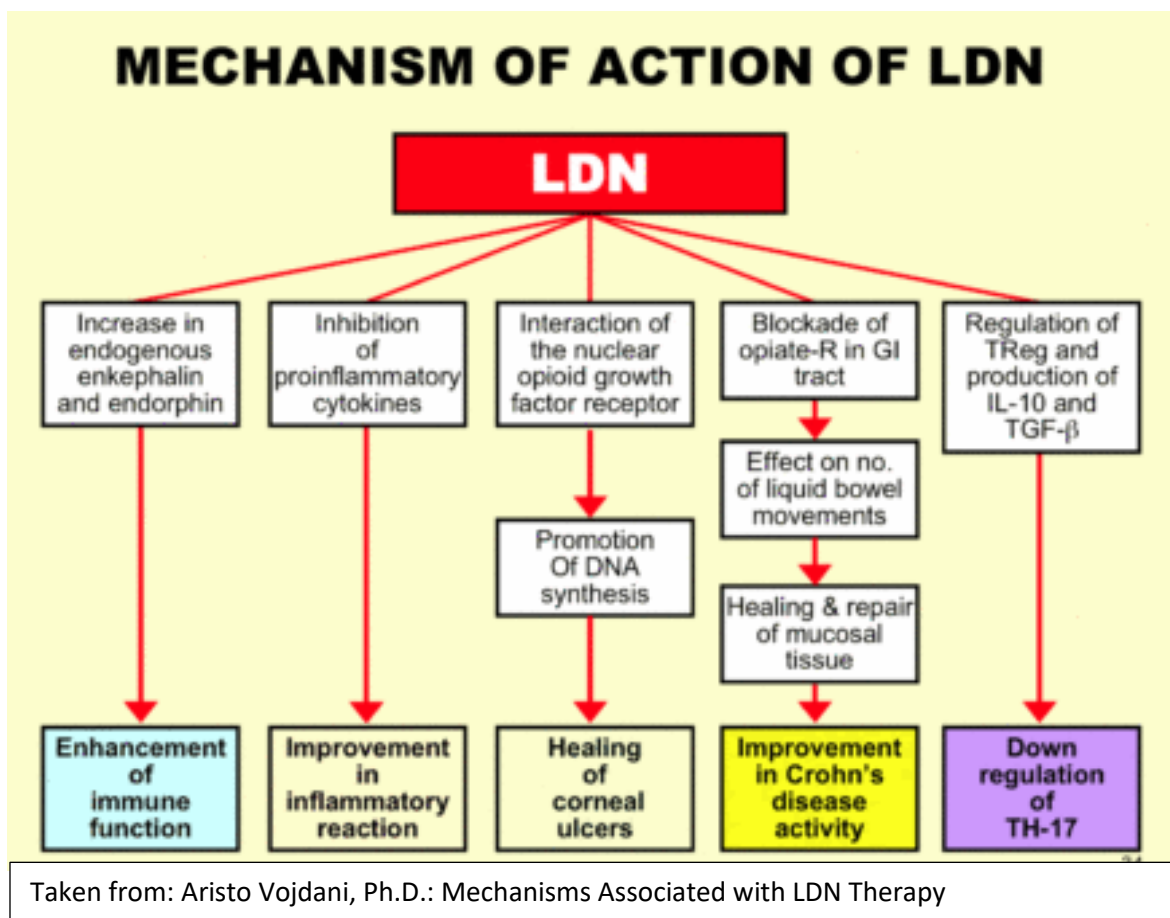 MECHANISM OF ACTION OF LDN
LDN
Increase in
endogenous
enkephalin
and endorphin
Enhancement
of
immune
function
Inhibition
of
proinflammatory
cytokines
Improvement
in
inflammatory
reaction
Interaction of
the nuclear
opioid growth
factor receptor
Promotion
Of DNA
synthesis
Healing
of
corneal
ulcers
Blockade of
opiate-R in GI
tract
Effect on no.
of liquid bowel
movements
Healing & repair
of mucosal
tissue
Improvement
in Crohn's
disease
activity
Regulation of
TReg and
production of
IL-10 and
TGF-β
Down
regulation
of
TH-17
Taken from: Aristo Vojdani, Ph.D.: Mechanisms Associated with LDN Therapy